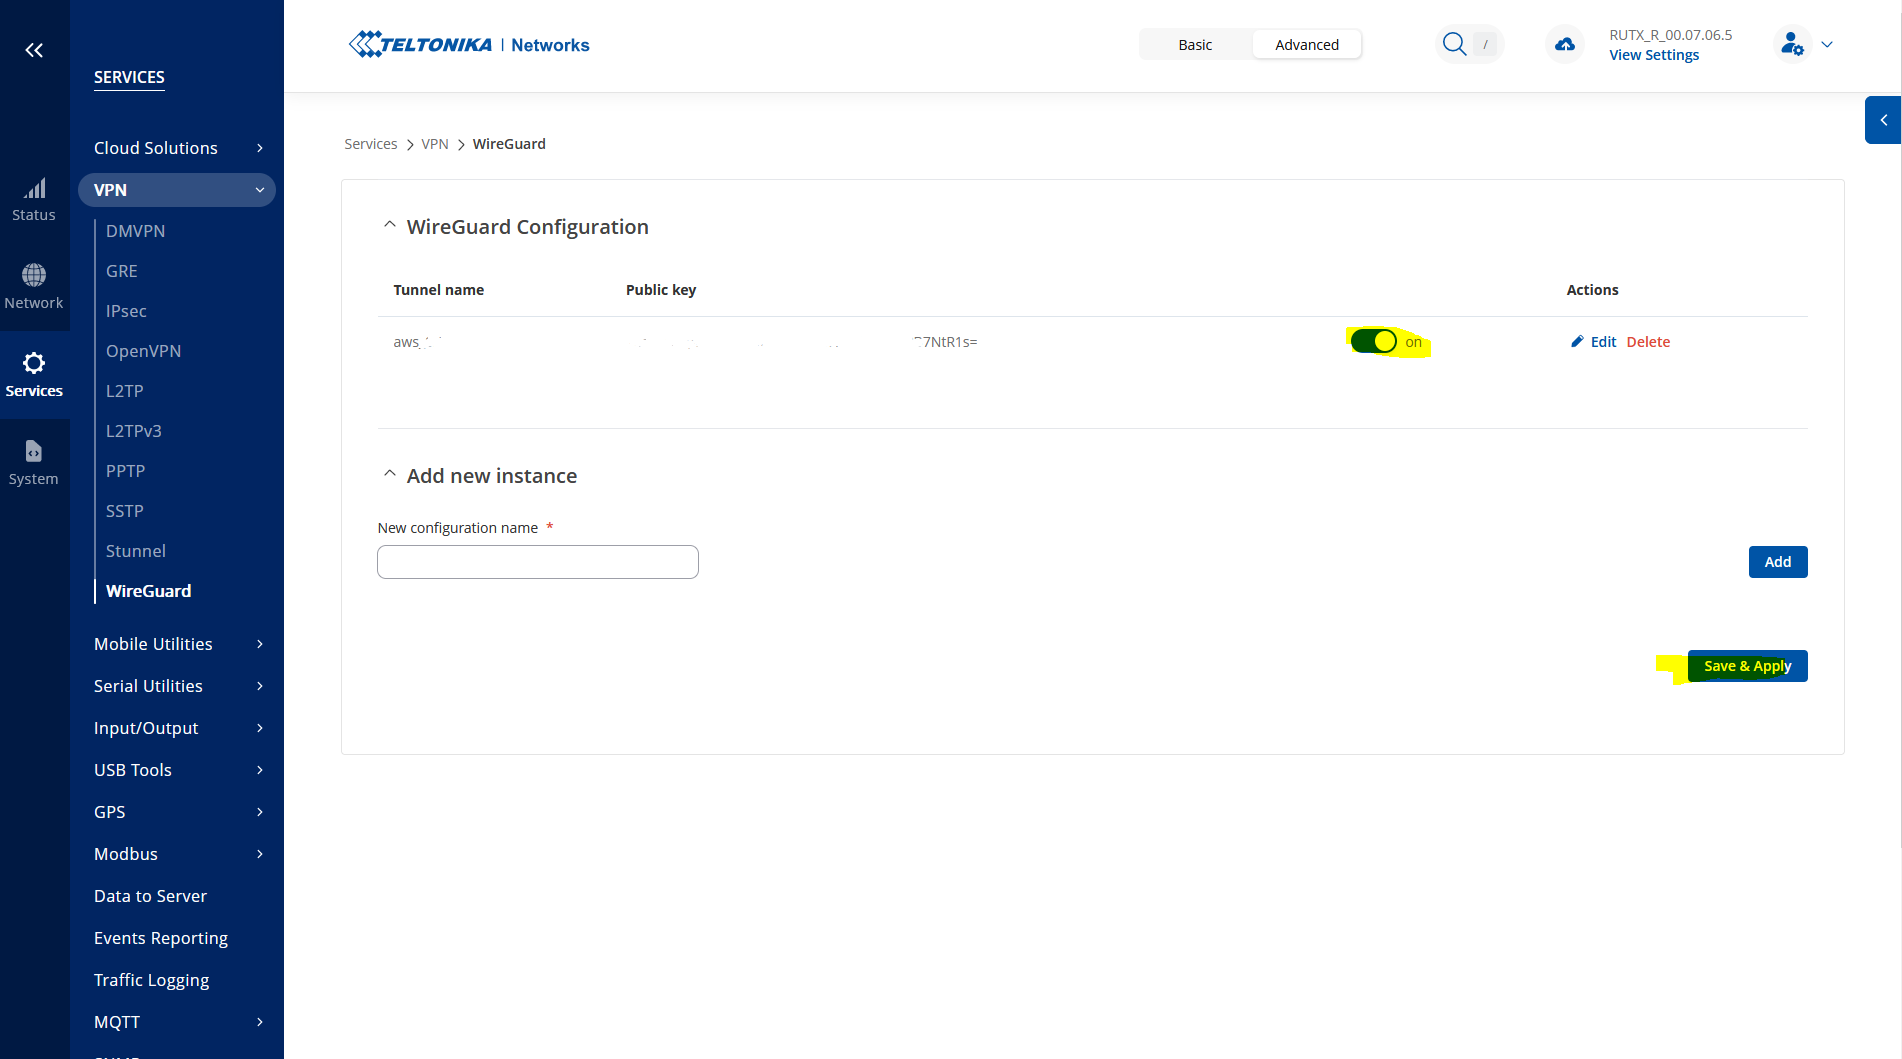 TELTONIKA | Networks
Basic
Advanced
/
RUTX_R_00.07.06.5
View Settings
SERVICES
Status
Network
Services
System
Cloud Solutions
VPN
DMVPN
GRE
IPsec
OpenVPN
L2TP
L2TPv3
PPTP
SSTP
Stunnel
WireGuard
Mobile Utilities
Serial Utilities
Input/Output
USB Tools
GPS
Modbus
Data to Server
Events Reporting
Traffic Logging
MQTT
Services > VPN > WireGuard
WireGuard Configuration
Tunnel name Public key Actions
aws_ 7NtR1s= on Edit Delete
Add new instance
New configuration name *
Add
Save & Apply